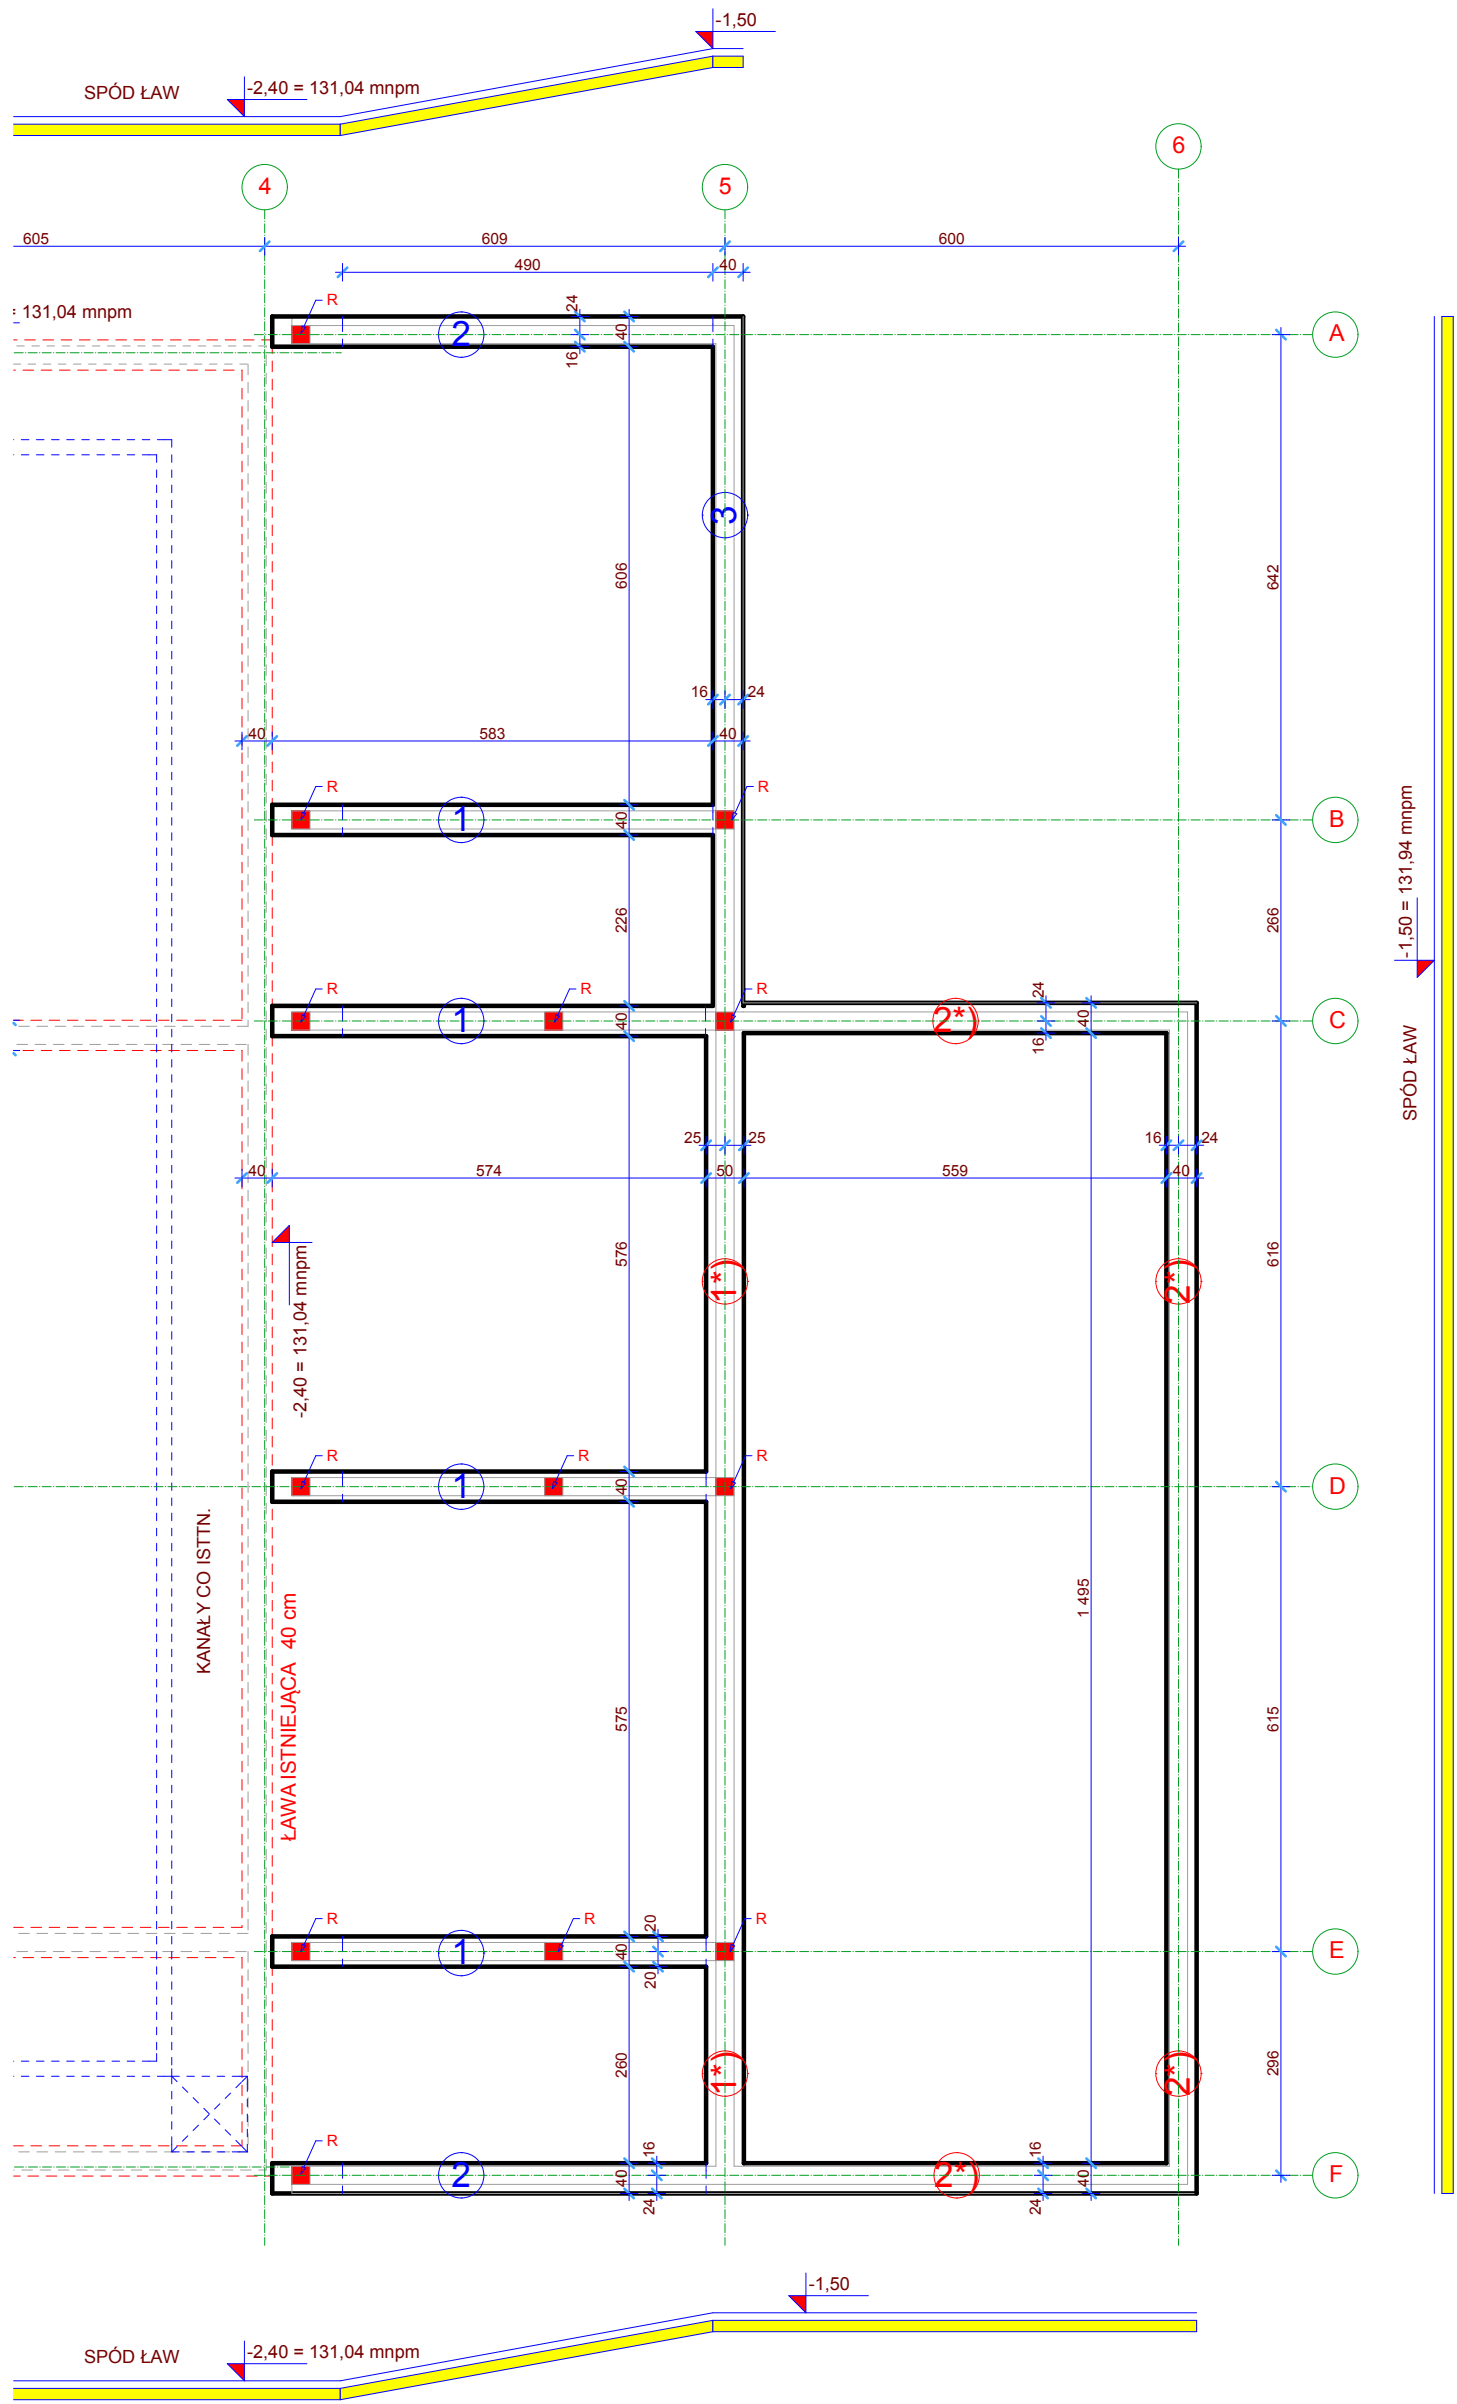 -1,50
SPÓD ŁAW
-2,40 = 131,04 mnpm
4
5
6
605
609
600
490
40
= 131,04 mnpm
R
2
24
40
16
A
3
606
642
16
24
40
583
40
R
1
40
R
B
226
266
-1,50 = 131,94 mnpm
SPÓD ŁAW
R
1
R
40
R
2*)
24
40
16
C
25
25
16
24
40
574
50
559
40
-2,40 = 131,04 mnpm
576
1*)
2*)
616
R
1
R
40
R
D
KANAŁY CO ISTTN.
ŁAWA ISTNIEJĄCA 40 cm
575
1 495
615
R
1
R
20
40
20
R
E
260
1*)
2*)
296
R
2
16
40
24
2*)
16
40
24
F
-1,50
SPÓD ŁAW
-2,40 = 131,04 mnpm